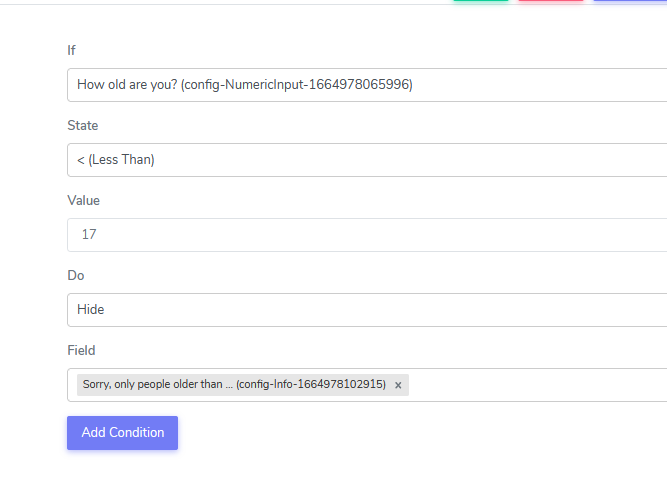 If
How old are you? (config-NumericInput-1664978065996)
State
< (Less Than)
Value
17
Do
Hide
Field
Sorry, only people older than ... (config-Info-1664978102915) ×
Add Condition